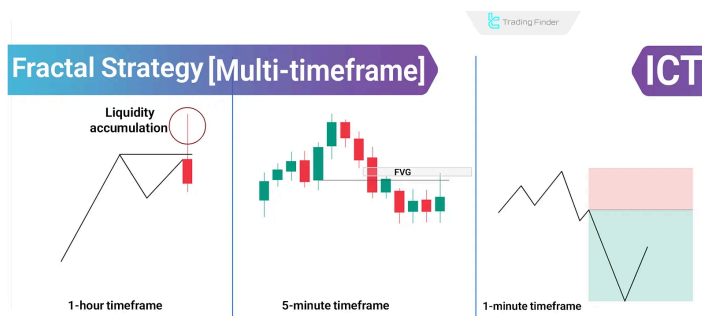 Trading Finder
Fractal Strategy [Multi-timeframe]
ICT
Liquidity
accumulation
FVG
1-hour timeframe
5-minute timeframe
1-minute timeframe